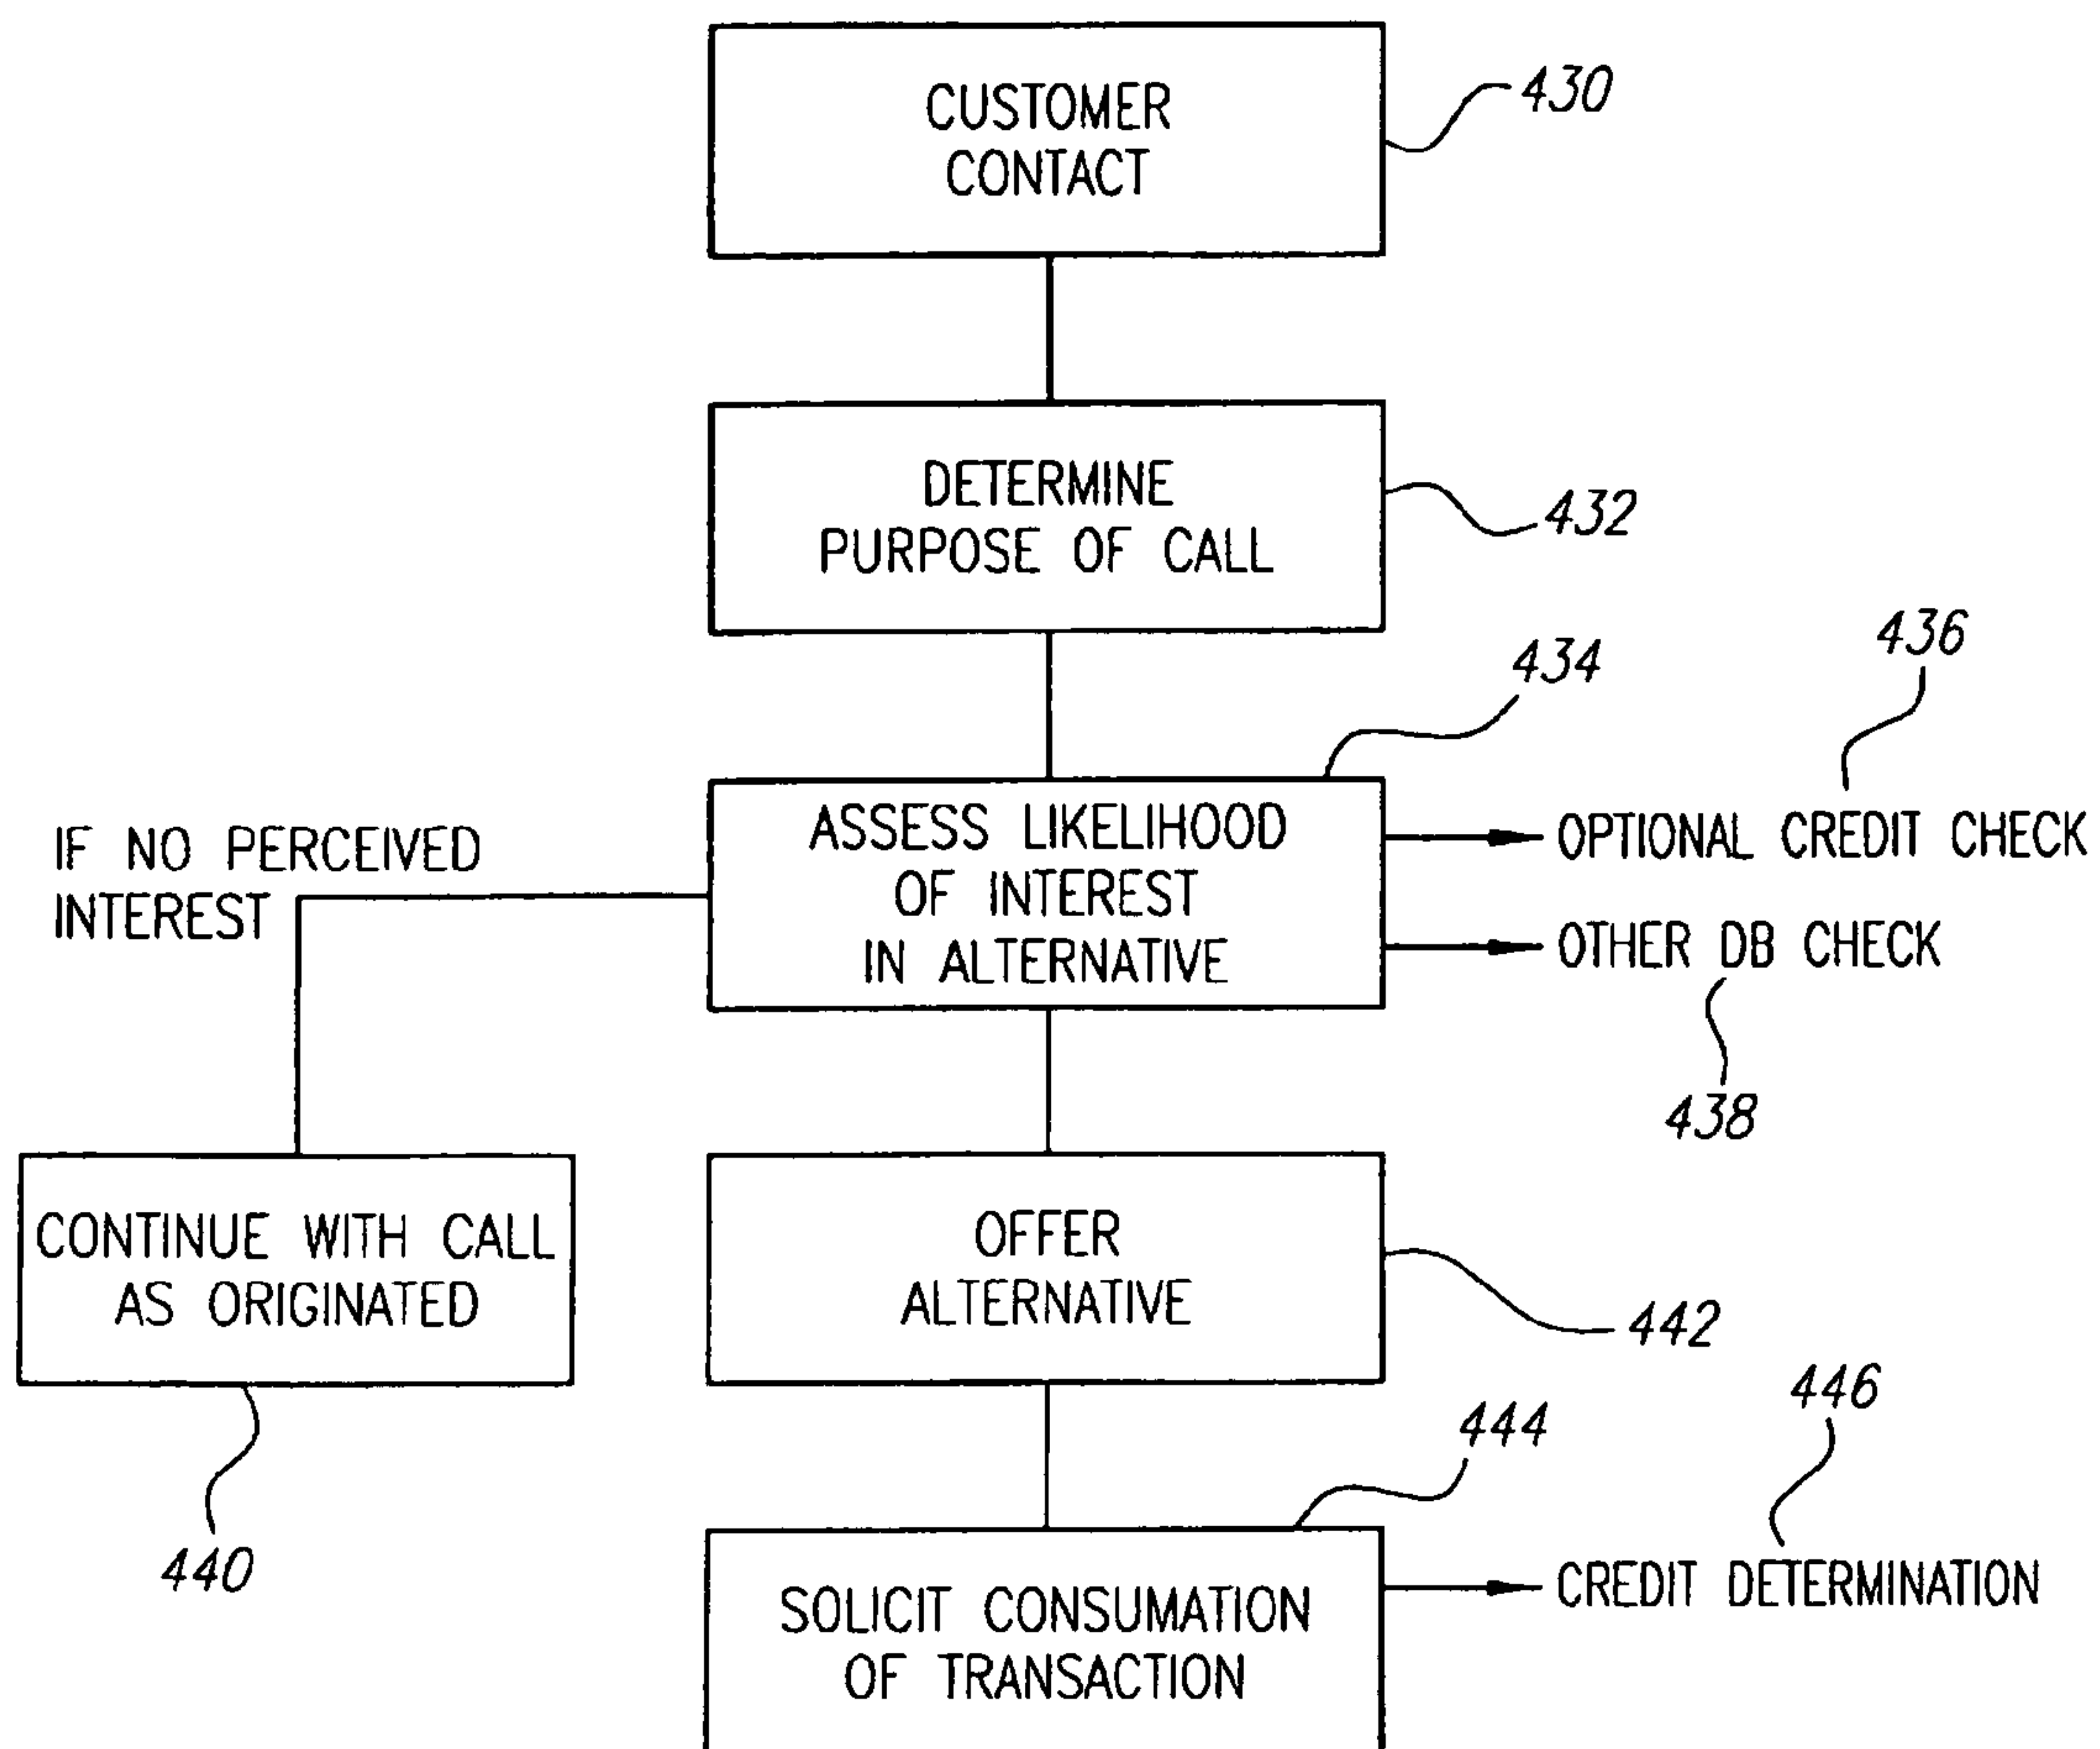 CUSTOMER
CONTACT
430
DETERMINE
PURPOSE OF CALL
432
434
436
ASSESS LIKELIHOOD
OF INTEREST
IN ALTERNATIVE
OPTIONAL CREDIT CHECK
OTHER DB CHECK
438
IF NO PERCEIVED
INTEREST
CONTINUE WITH CALL
AS ORIGINATED
440
OFFER
ALTERNATIVE
442
444
446
SOLICIT CONSUMATION
OF TRANSACTION
CREDIT DETERMINATION